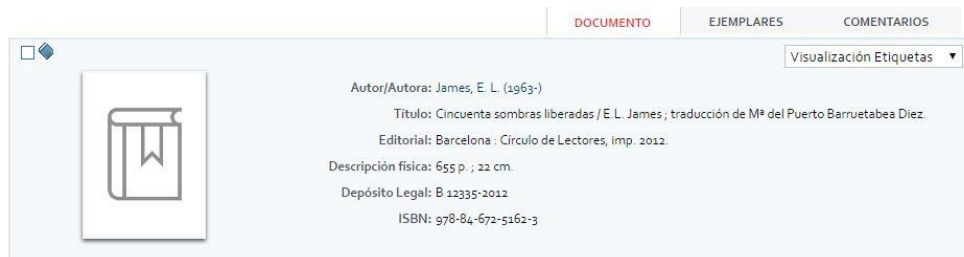 DOCUMENTO EJEMPLARES COMENTARIOS
Visualización Etiquetas
Autor/Autora: James, E. L. (1963-)
Título: Cincuenta sombras liberadas / E.L. James ; traducción de Mª del Puerto Barruetabea Diez.
Editorial: Barcelona : Círculo de Lectores, imp. 2012.
Descripción física: 655 p. ; 22 cm.
Depósito Legal: B 12335-2012
ISBN: 978-84-672-5162-3